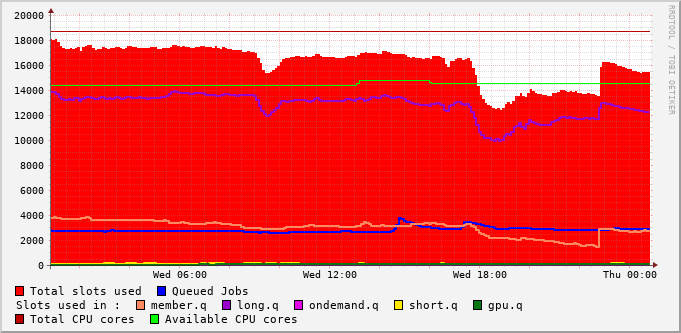 20000
18000
16000
14000
12000
10000
8000
6000
4000
2000
0
Wed 06:00 Wed 12:00 Wed 18:00 Thu 00:00
Total slots used Queued Jobs
Slots used in : member.q long.q ondemand.q short.q gpu.q
Total CPU cores Available CPU cores
RRDTOOL / TOBI OETIKER